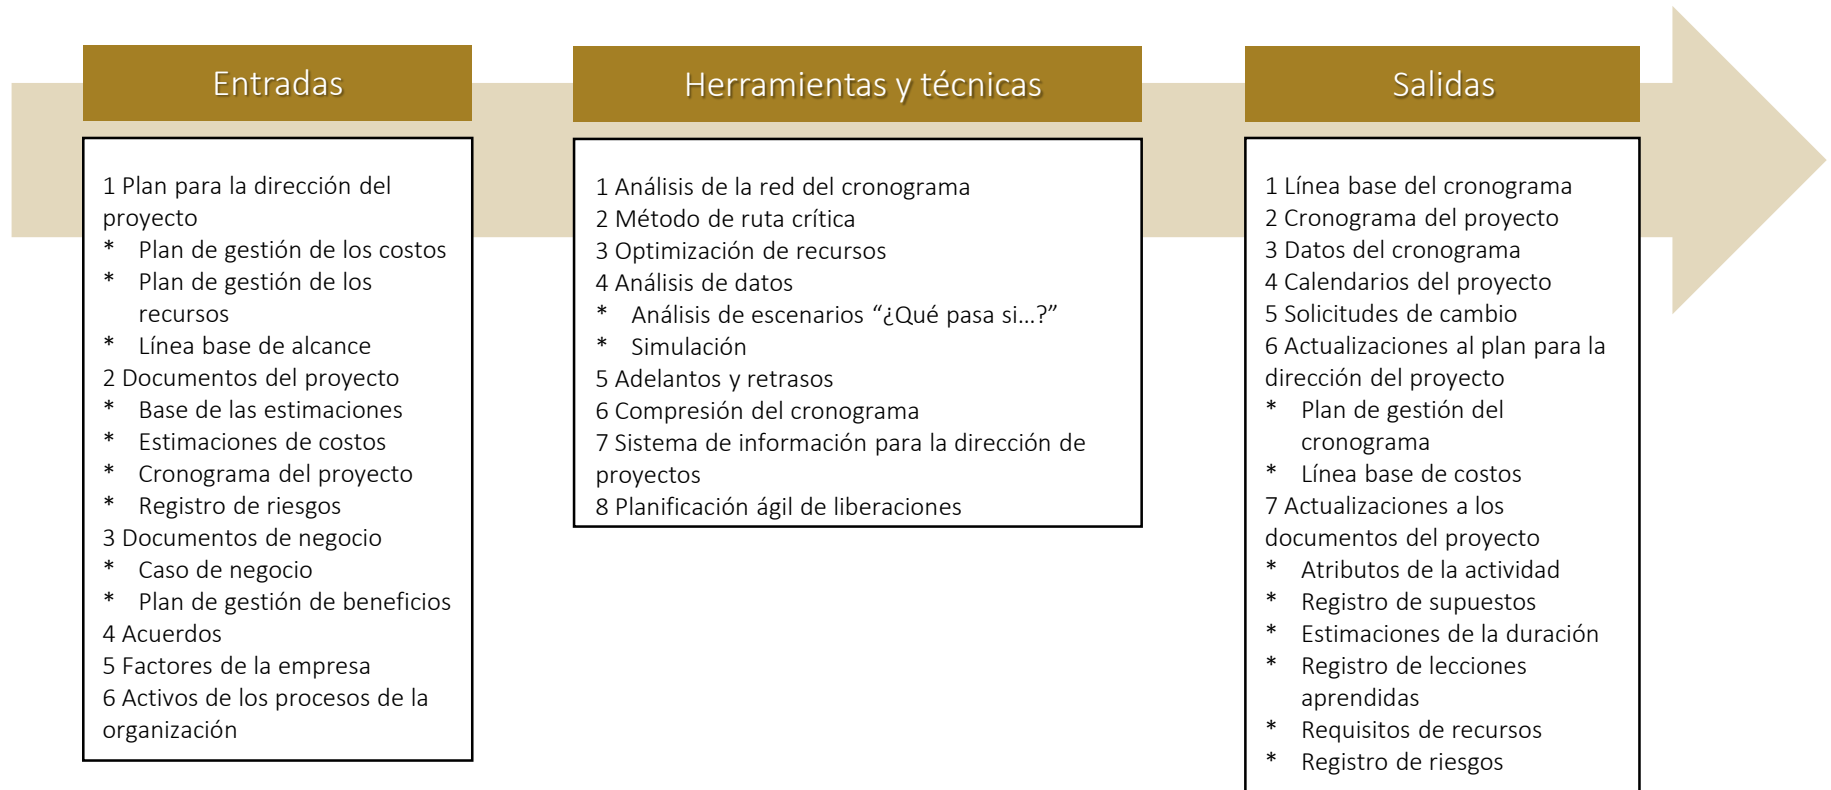 Entradas
1 Plan para la dirección del
proyecto
* Plan de gestión de los costos
* Plan de gestión de los
recursos
* Línea base de alcance
2 Documentos del proyecto
* Base de las estimaciones
* Estimaciones de costos
* Cronograma del proyecto
* Registro de riesgos
3 Documentos de negocio
* Caso de negocio
* Plan de gestión de beneficios
4 Acuerdos
5 Factores de la empresa
6 Activos de los procesos de la
organización
Herramientas y técnicas
1 Análisis de la red del cronograma
2 Método de ruta crítica
3 Optimización de recursos
4 Análisis de datos
* Análisis de escenarios “¿Qué pasa si...?”
* Simulación
5 Adelantos y retrasos
6 Compresión del cronograma
7 Sistema de información para la dirección de
proyectos
8 Planificación ágil de liberaciones
Salidas
1 Línea base del cronograma
2 Cronograma del proyecto
3 Datos del cronograma
4 Calendarios del proyecto
5 Solicitudes de cambio
6 Actualizaciones al plan para la
dirección del proyecto
* Plan de gestión del
cronograma
* Línea base de costos
7 Actualizaciones a los
documentos del proyecto
* Atributos de la actividad
* Registro de supuestos
* Estimaciones de la duración
* Registro de lecciones
aprendidas
* Requisitos de recursos
* Registro de riesgos